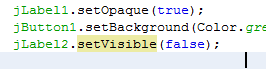 jLabel1.setOpaque(true);
jButton1.setBackground(Color.gre
jLabel2.setVisible(false);